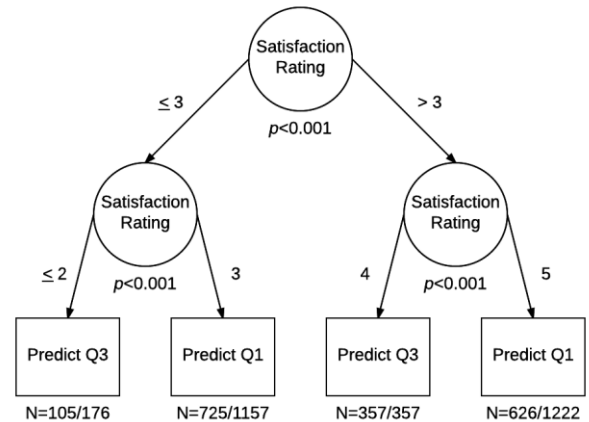 Satisfaction
Rating
≤ 3
> 3
p<0.001
Satisfaction
Rating
Satisfaction
Rating
≤ 2
p<0.001
3
4
p<0.001
5
Predict Q3
Predict Q1
Predict Q3
Predict Q1
N=105/176
N=725/1157
N=357/357
N=626/1222